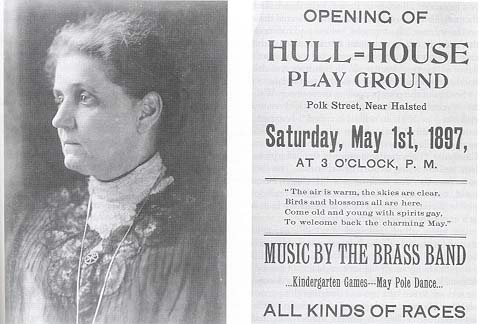 OPENING OF
HULL=HOUSE
PLAY GROUND
Polk Street, Near Halsted
Saturday, May 1st, 1897,
AT 3 O'CLOCK, P. M.
"The air is warm, the skies are clear,
Birds and blossoms all are here,
Come old and young with spirits gay,
To welcome back the charming May."
MUSIC BY THE BRASS BAND
...Kindergarten Games---May Pole Dance...
ALL KINDS OF RACES